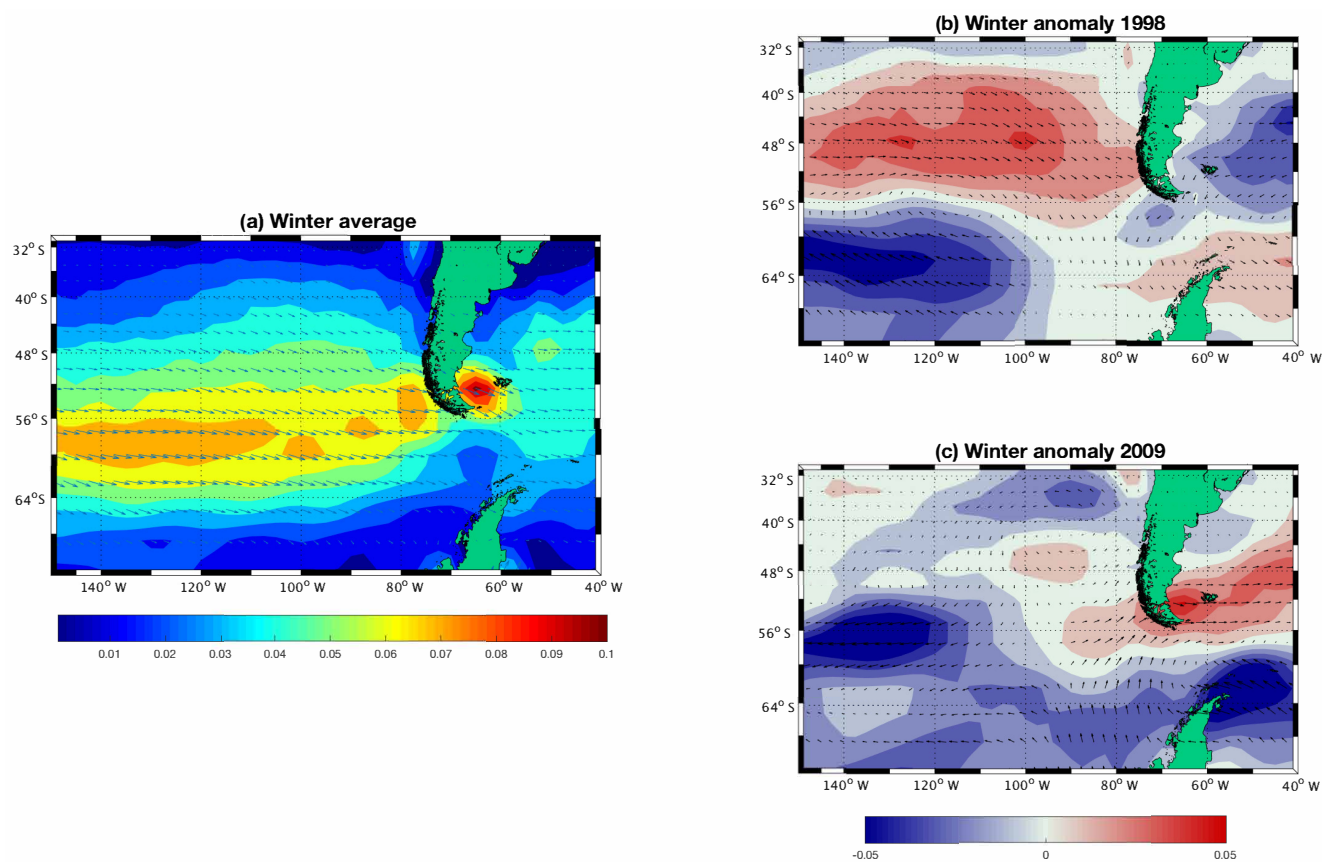 (a) Winter average
32° S
40° S
48° S
56° S
64° S
140° W
120° W
100° W
80° W
60° W
40° W
0.01
0.02
0.03
0.04
0.05
0.06
0.07
0.08
0.09
0.1
(b) Winter anomaly 1998
32° S
40° S
48° S
56° S
64° S
140° W
120° W
100° W
80° W
60° W
40° W
(c) Winter anomaly 2009
32° S
40° S
48° S
56° S
64° S
140° W
120° W
100° W
80° W
60° W
40° W
-0.05
0
0.05